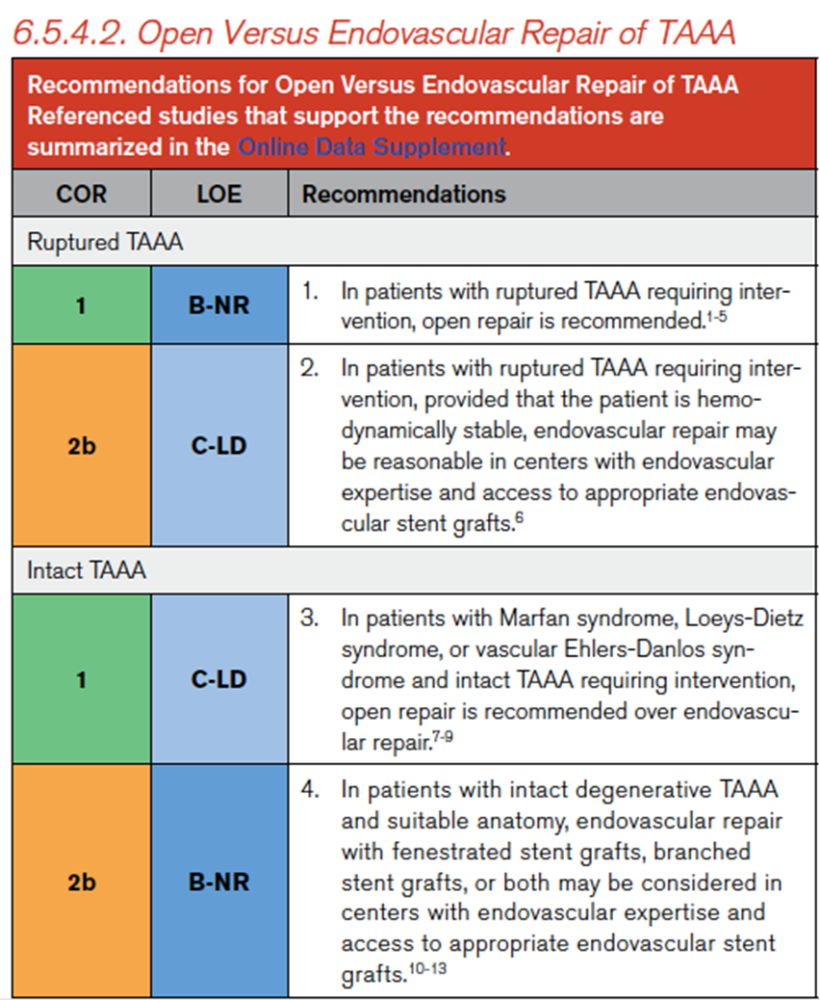 6.5.4.2. Open Versus Endovascular Repair of TAAA
Recommendations for Open Versus Endovascular Repair of TAAA
Referenced studies that support the recommendations are
summarized in the Online Data Supplement.
COR LOE Recommendations
Ruptured TAAA
1 B-NR 1. In patients with ruptured TAAA requiring inter-
vention, open repair is recommended.1-5
2. In patients with ruptured TAAA requiring inter-
vention, provided that the patient is hemo-
dynamically stable, endovascular repair may
2b C-LD be reasonable in centers with endovascular
expertise and access to appropriate endovas-
cular stent grafts.6
Intact TAAA
3. In patients with Marfan syndrome, Loeys-Dietz
syndrome, or vascular Ehlers-Danlos syn-
1 C-LD drome and intact TAAA requiring intervention,
open repair is recommended over endovascu-
lar repair.7-9
4. In patients with intact degenerative TAAA
and suitable anatomy, endovascular repair
with fenestrated stent grafts, branched
2b B-NR stent grafts, or both may be considered in
centers with endovascular expertise and
access to appropriate endovascular stent
grafts.10-13